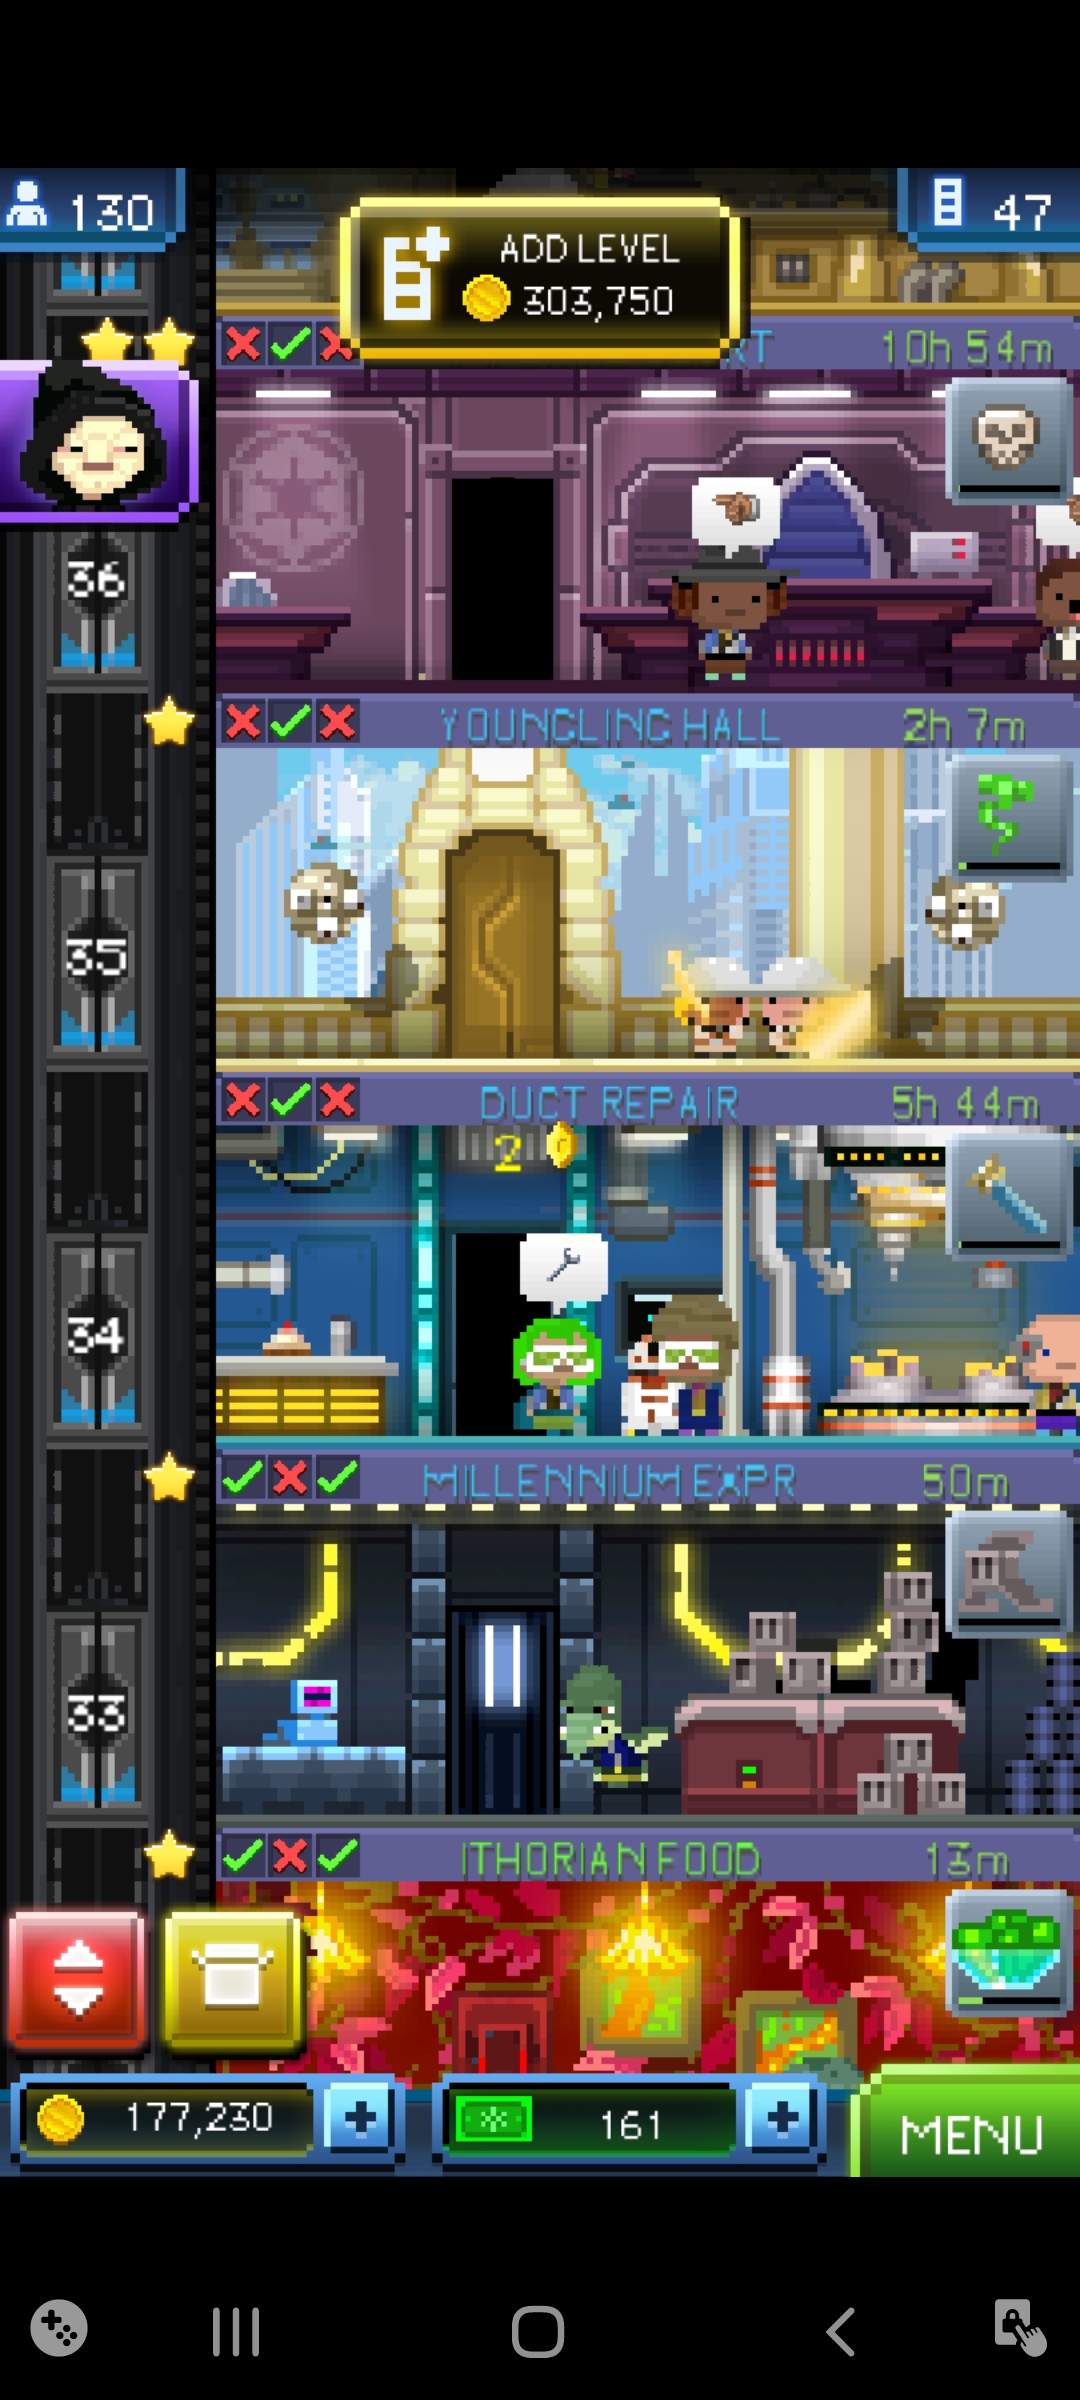 130
ADD LEVEL
303,750
47
10h 54m
36
YOUNGLING HALL
2h 7m
35
DUCT REPAIR
5h 44m
2
34
MILLENNIUM EXPR
50m
33
ITHORIAN FOOD
13m
177,230
161
MENU